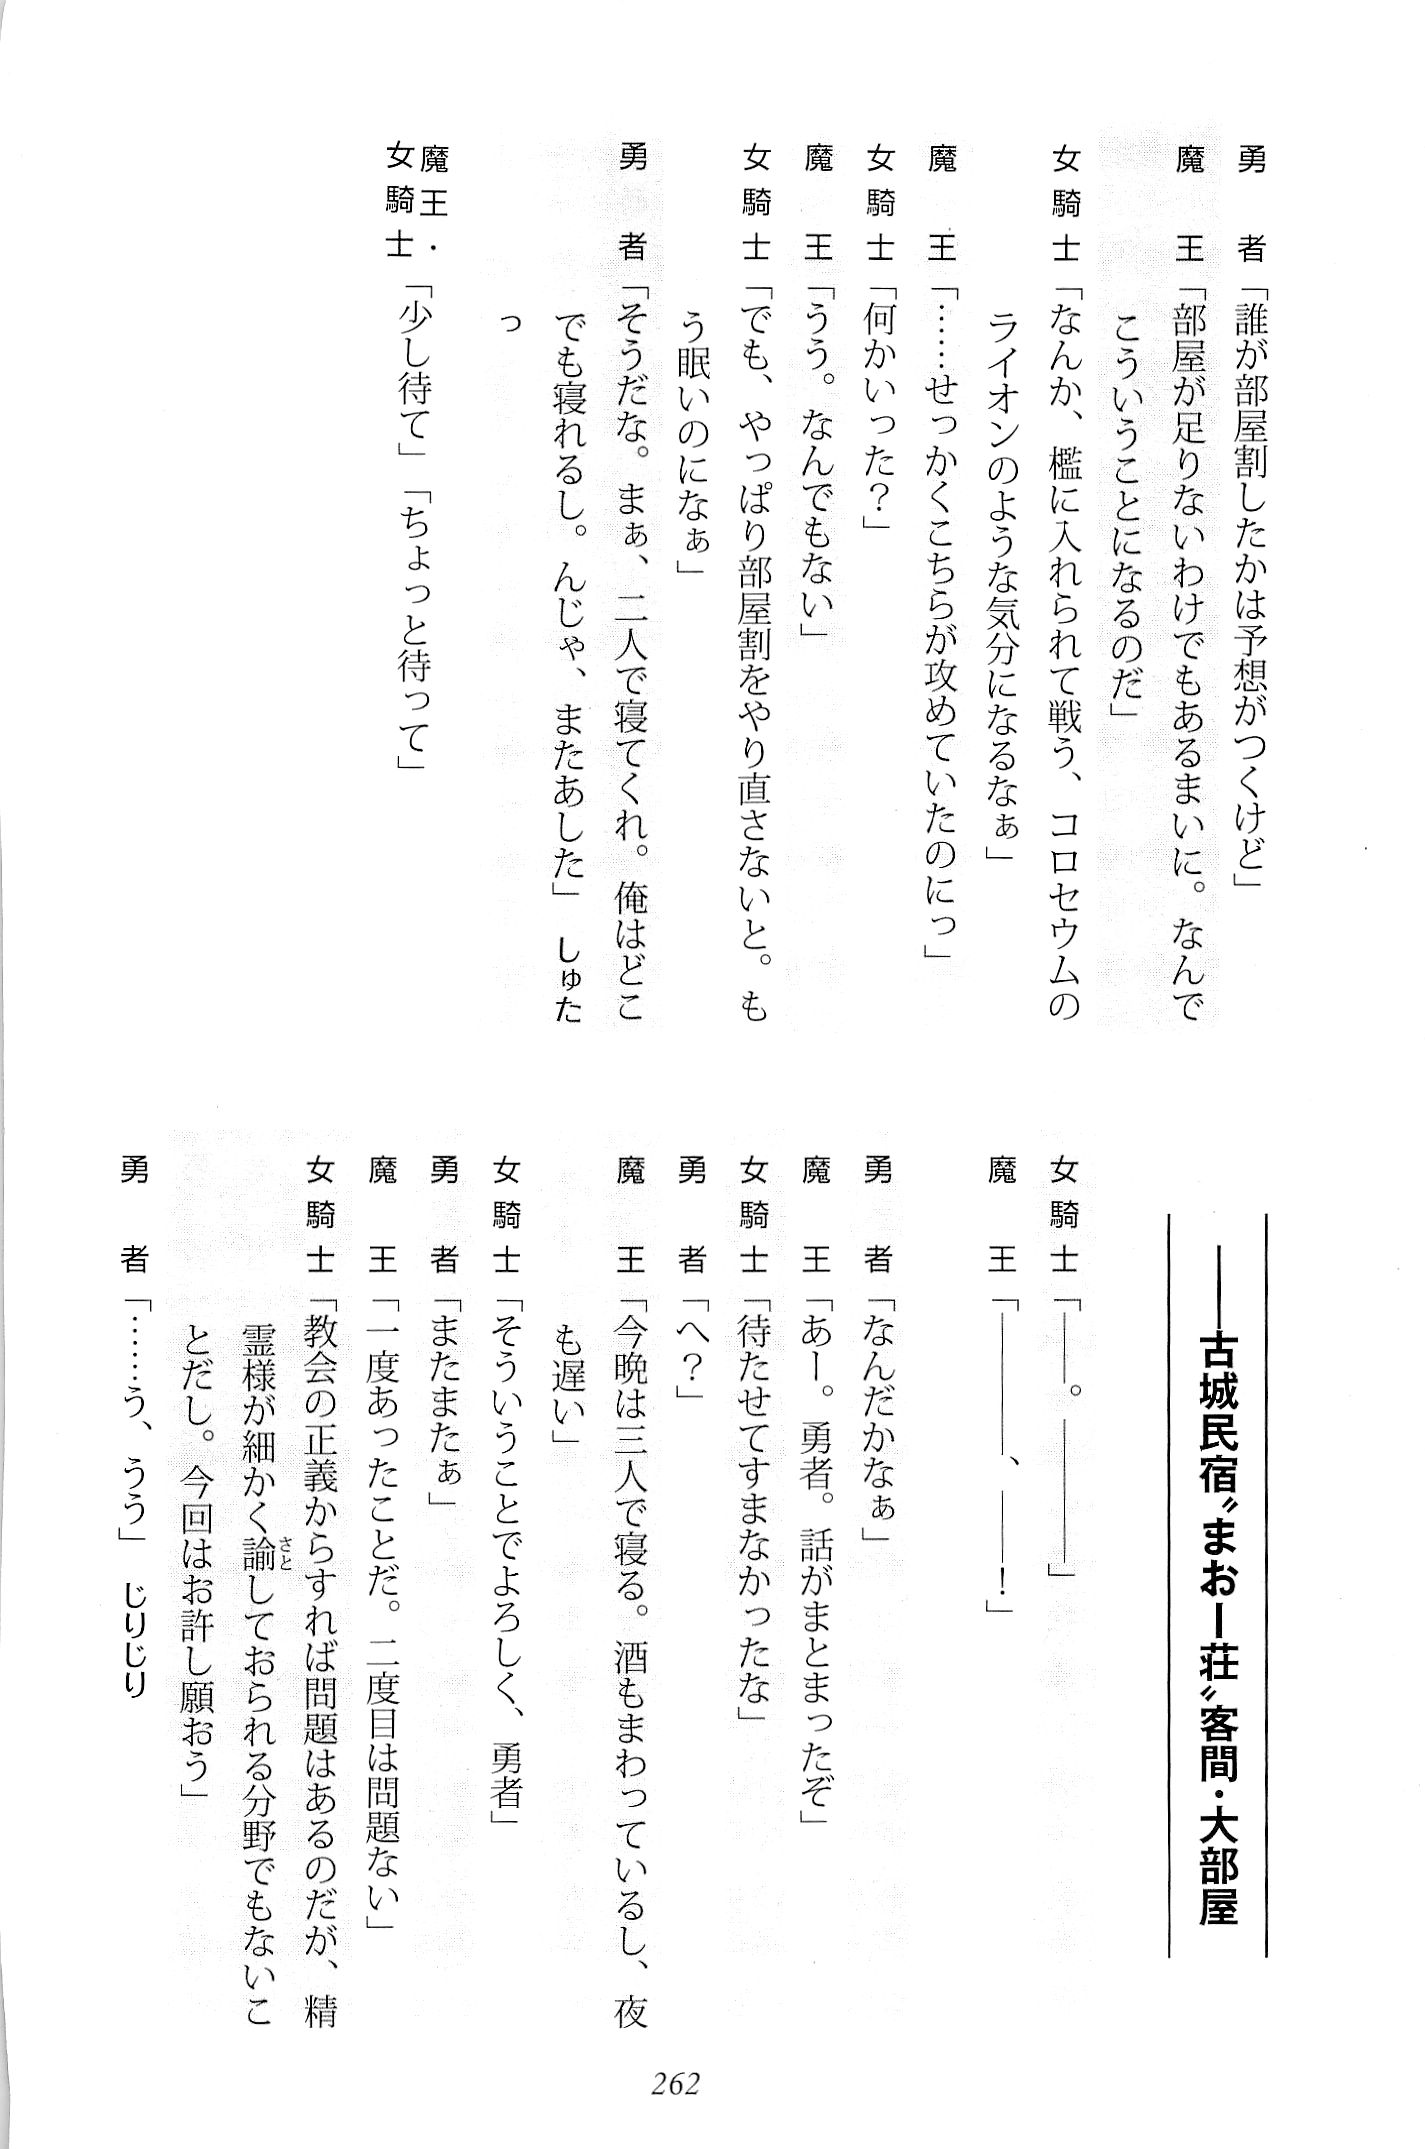 勇者「誰が部屋割したかは予想がつくけど」
魔王「部屋が足りないわけでもあるまいに。なんで
こういうことになるのだ」
女騎士「なんか、檻に入れられて戦う、コロセウムの
ライオンのような気分になるなぁ」
魔王「……せっかくこちらが攻めていたのにっ」
女騎士「何かいった？」
魔王「うう。なんでもない」
女騎士「でも、やっぱり部屋割をやり直さないと。も
う眠いのになぁ」
勇者「そうだな。まぁ、二人で寝てくれ。俺はどこ
でも寝れるし。んじゃ、またあした」　しゅた
っ
魔王・
女騎士「少し待て」「ちょっと待って」
――古城民宿〝まおー荘〟客間・大部屋
女騎士「――。――――」
魔王「――――、――！」
勇者「なんだかなぁ」
魔王「あー。勇者。話がまとまったぞ」
女騎士「待たせてすまなかったな」
勇者「へ？」
魔王「今晩は三人で寝る。酒もまわっているし、夜
も遅い」
女騎士「そういうことでよろしく、勇者」
勇者「またまたぁ」
魔王「一度あったことだ。二度目は問題ない」
女騎士「教会の正義からすれば問題はあるのだが、精
霊様が細かく諭しておられる分野でもないこ
さと
とだし。今回はお許し願おう」
勇者「……う、うう」　じりじり
262